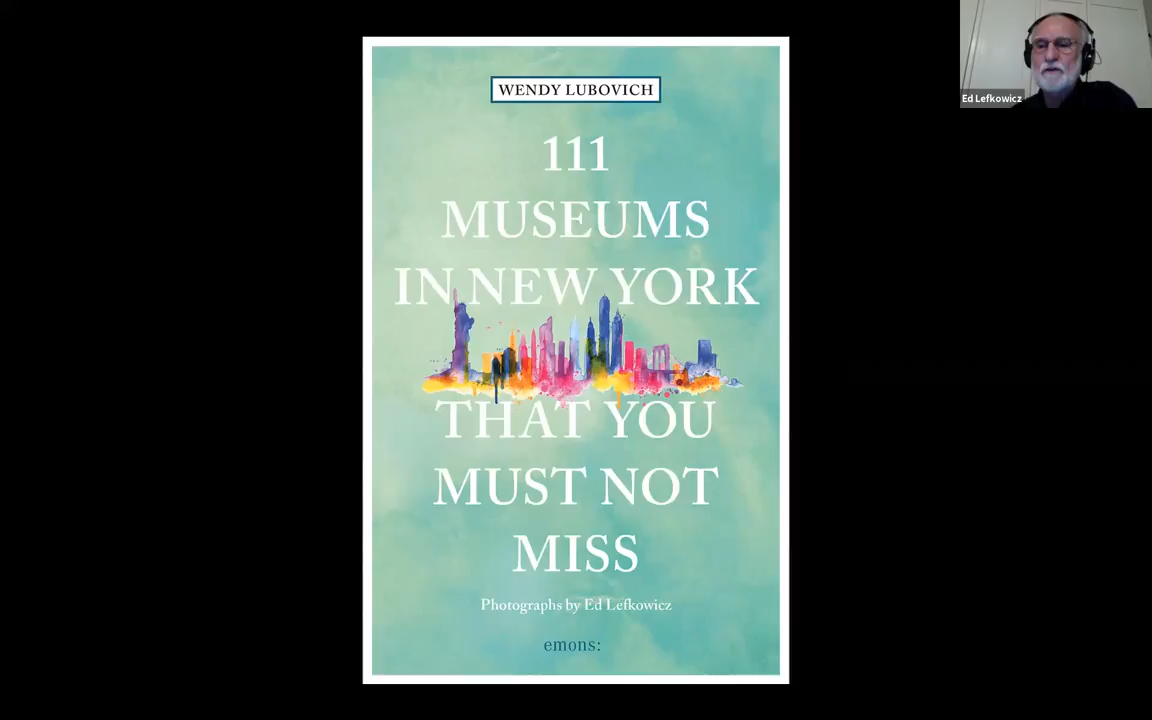 WENDY LUBOVICH
111
MUSEUMS
IN NEW YORK
THAT YOU
MUST NOT
MISS
Photographs by Ed Lefkowicz
emons:
Ed Lefkowicz